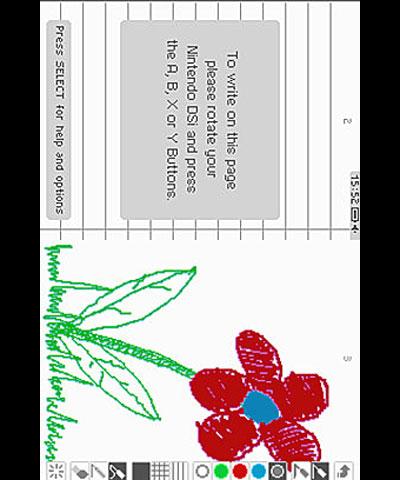 15:52
2
To write on this page
please rotate your
Nintendo DSi and press
the A, B, X or Y Buttons.
Press SELECT for help and options
3